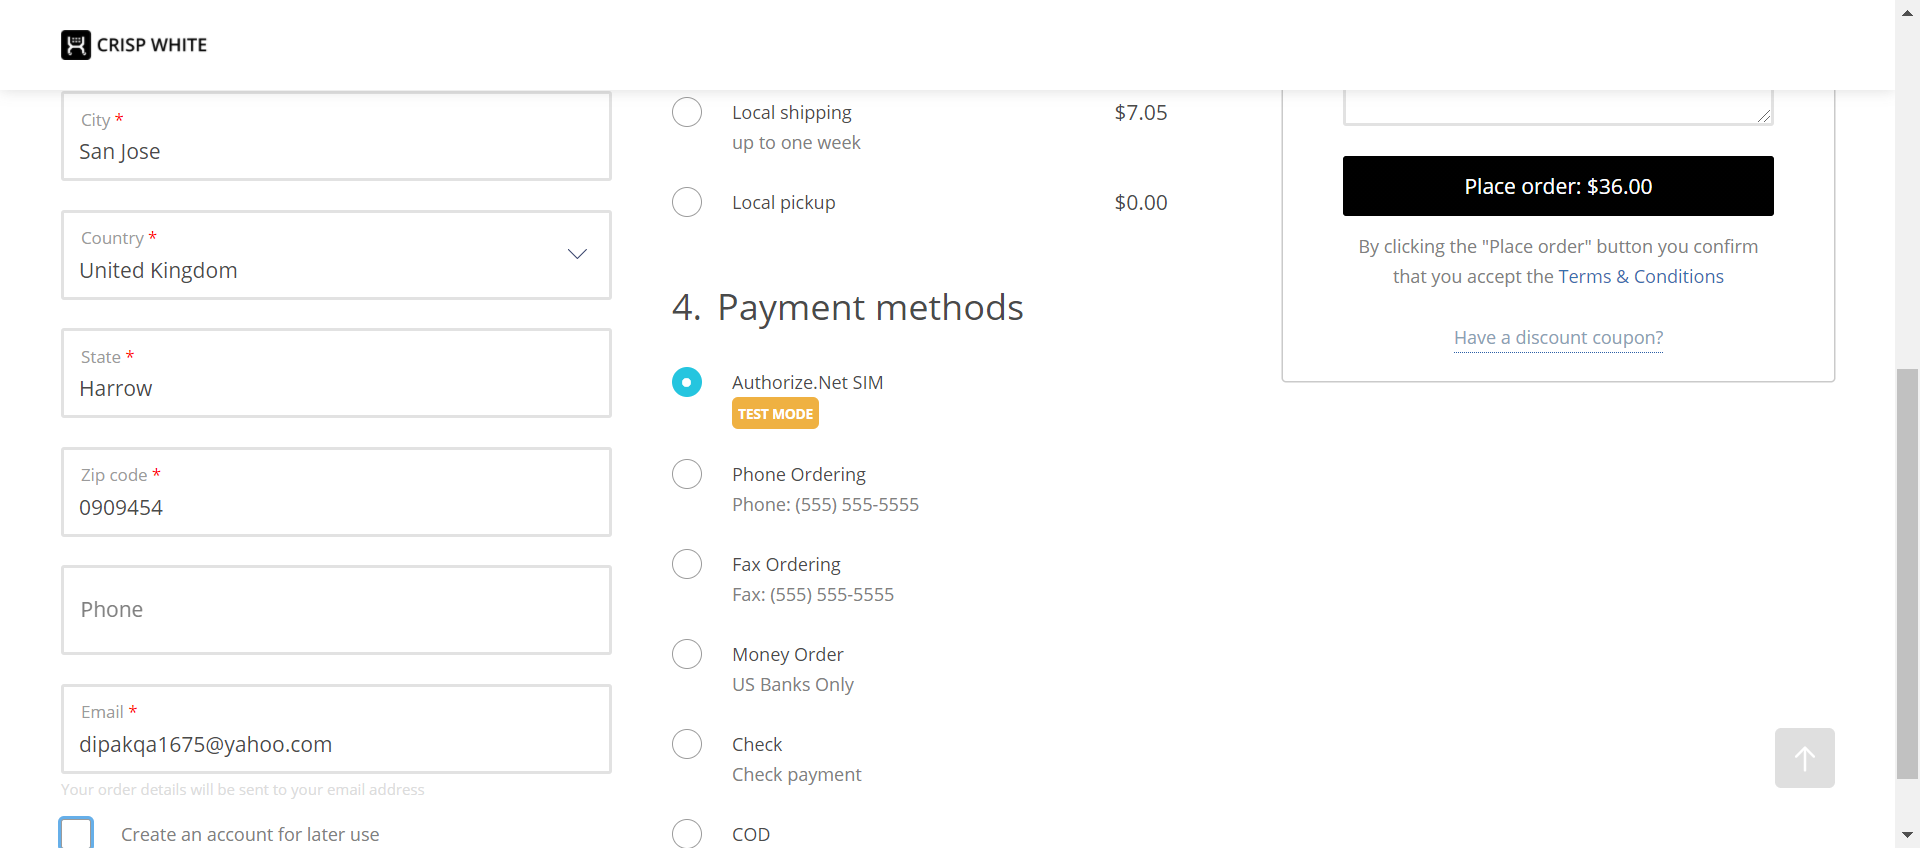 CRISP WHITE
City *
San Jose
Country *
United Kingdom
State *
Harrow
Zip code *
0909454
Phone
Email *
dipakqa1675@yahoo.com
Your order details will be sent to your email address
Create an account for later use
Local shipping $7.05
up to one week
Local pickup $0.00
4. Payment methods
Authorize.Net SIM
TEST MODE
Phone Ordering
Phone: (555) 555-5555
Fax Ordering
Fax: (555) 555-5555
Money Order
US Banks Only
Check
Check payment
COD
Place order: $36.00
By clicking the "Place order" button you confirm
that you accept the Terms & Conditions
Have a discount coupon?